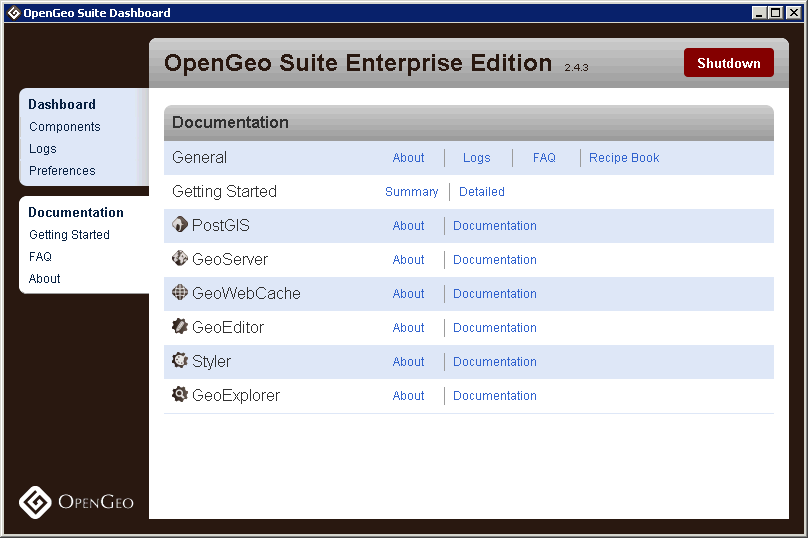 OpenGeo Suite Dashboard
OpenGeo Suite Enterprise Edition 2.4.3
Shutdown
Dashboard
Components
Logs
Preferences
Documentation
Getting Started
FAQ
About
Documentation
General About Logs FAQ Recipe Book
Getting Started Summary Detailed
PostGIS About Documentation
GeoServer About Documentation
GeoWebCache About Documentation
GeoEditor About Documentation
Styler About Documentation
GeoExplorer About Documentation
OpenGeo